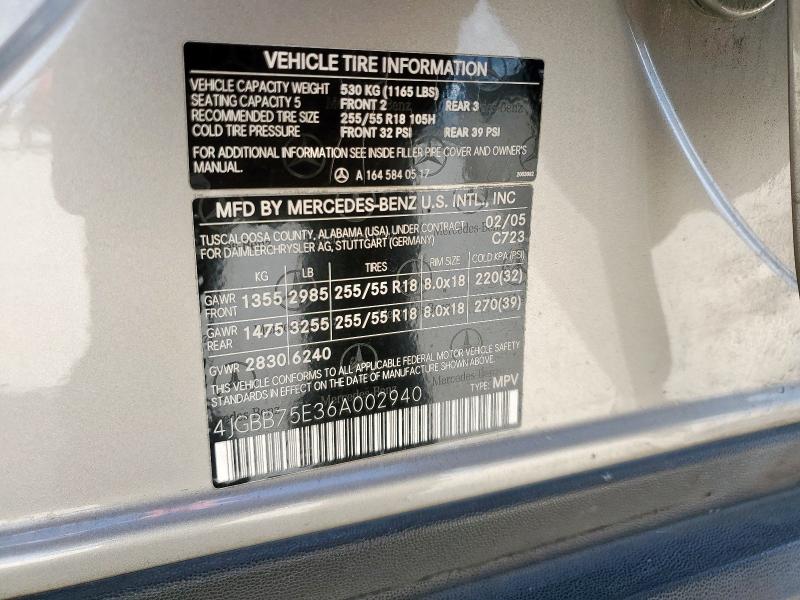 VEHICLE TIRE INFORMATION
VEHICLE CAPACITY WEIGHT 530 KG (1165 LBS)
SEATING CAPACITY 5 FRONT 2 REAR 3
RECOMMENDED TIRE SIZE 255/55 R18 105H
COLD TIRE PRESSURE FRONT 32 PSI REAR 39 PSI
FOR ADDITIONAL INFORMATION SEE INSIDE FILLER PIPE COVER AND OWNER'S
MANUAL.
A 164 584 05 17
MFD BY MERCEDES-BENZ U.S. INTL., INC
TUSCALOOSA COUNTY, ALABAMA (USA), UNDER CONTRACT 02/05
FOR DAIMLERCHRYSLER AG, STUTTGART (GERMANY) C723
KG LB TIRES RIM SIZE COLD KPA (PSI)
GAWR FRONT 1355 2985 255/55 R18 8.0x18 220(32)
GAWR REAR 1475 3255 255/55 R18 8.0x18 270(39)
GVWR 2830 6240
THIS VEHICLE CONFORMS TO ALL APPLICABLE FEDERAL MOTOR VEHICLE SAFETY
STANDARDS IN EFFECT ON THE DATE OF MANUFACTURE SHOWN ABOVE.
Mercedes-Benz
4JGBB75E36A002940 TYPE: MPV